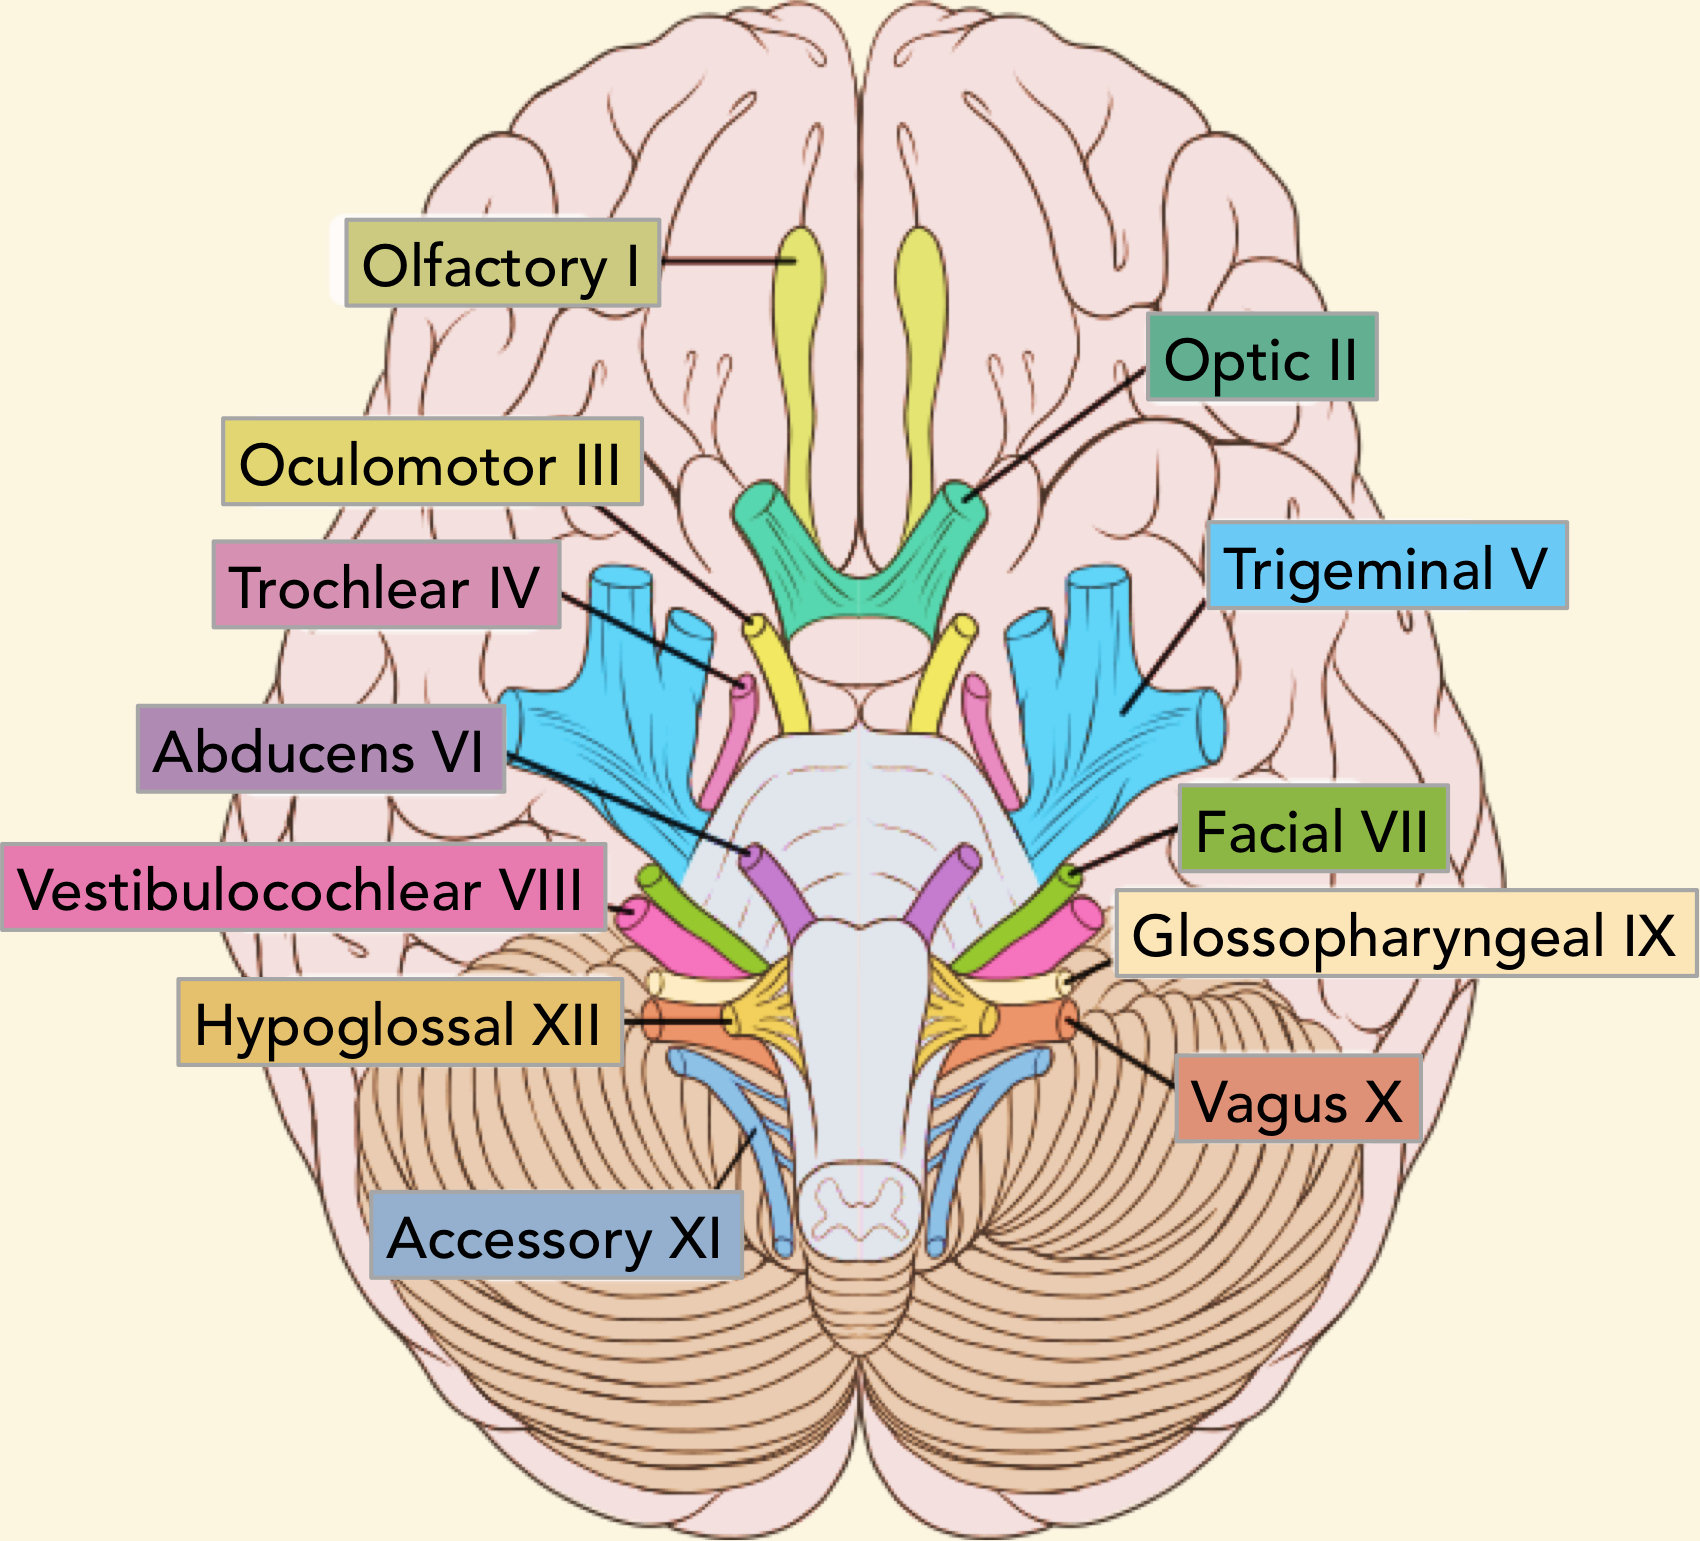 Olfactory I
Optic II
Oculomotor III
Trochlear IV
Trigeminal V
Abducens VI
Facial VII
Vestibulocochlear VIII
Glossopharyngeal IX
Hypoglossal XII
Vagus X
Accessory XI